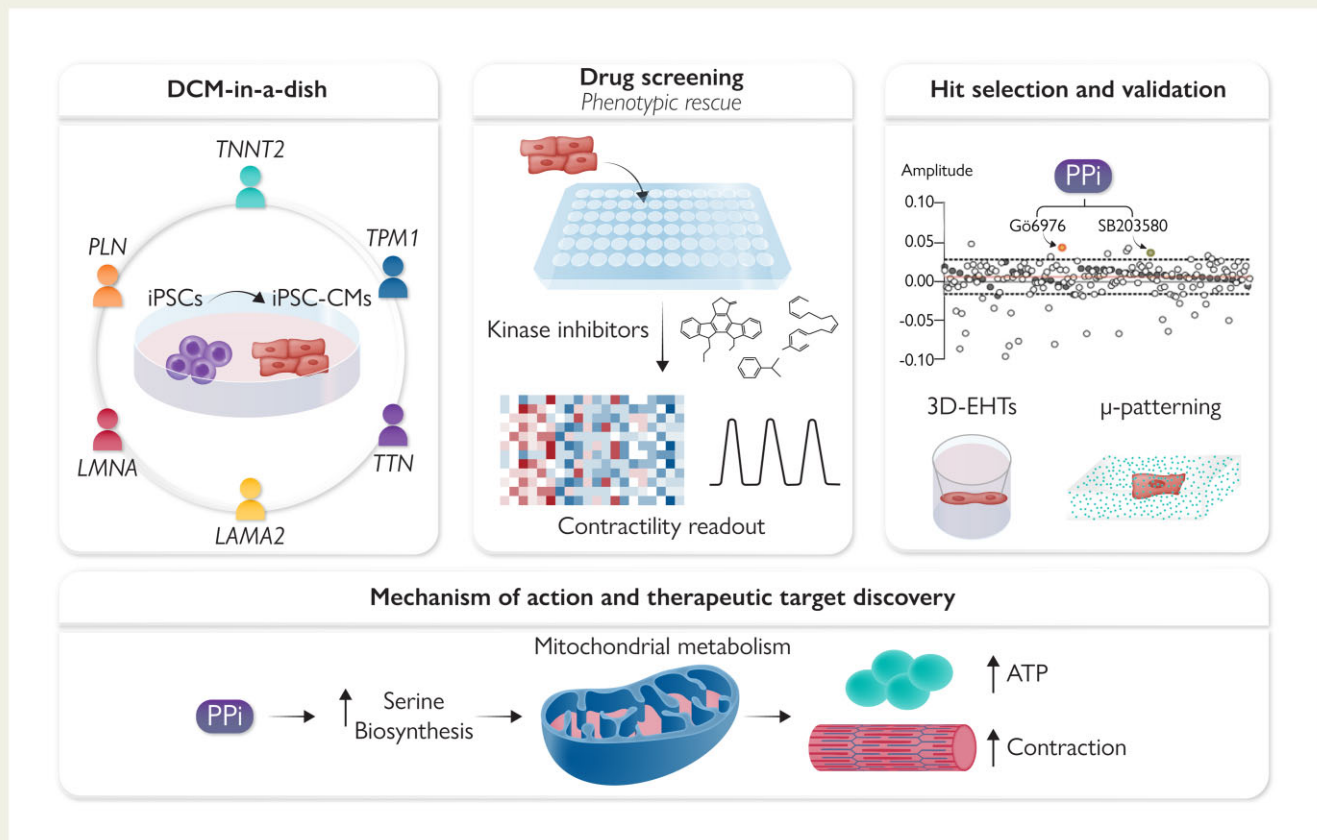 DCM-in-a-dish
TNNT2
PLN
TPM1
iPSCs
iPSC-CMs
LMNA
TTN
LAMA2
Drug screening
Phenotypic rescue
Kinase inhibitors
Contractility readout
Hit selection and validation
PPi
Amplitude
Gö6976
SB203580
0.10
0.05
0.00
-0.05
-0.10
3D-EHTs
μ-patterning
Mechanism of action and therapeutic target discovery
PPi
Serine
Biosynthesis
Mitochondrial metabolism
ATP
Contraction